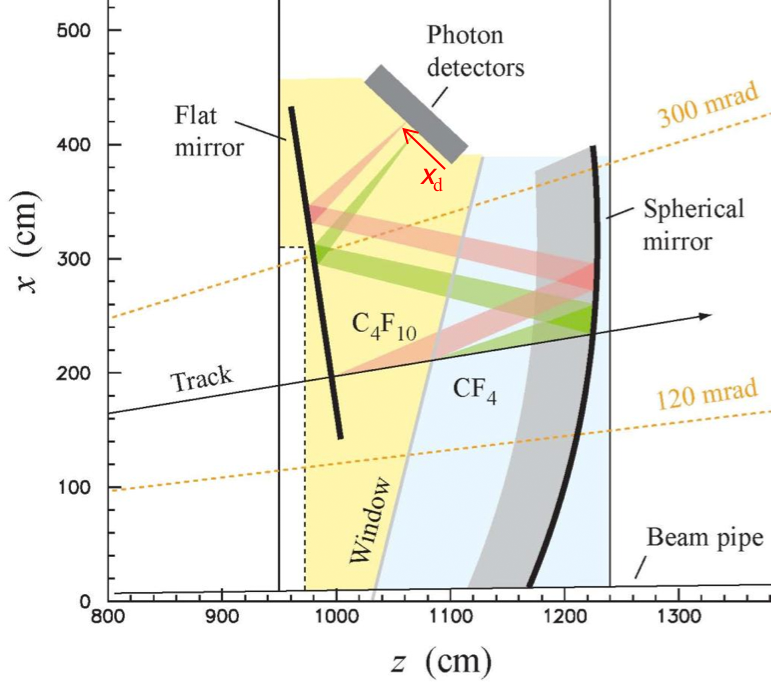 500
400
300
200
100
0
x (cm)
Photon
detectors
Flat
mirror
x_d
300 mrad
Spherical
mirror
C₄F₁₀
Track
CF₄
120 mrad
Window
Beam pipe
800
900
1000
1100
1200
1300
z (cm)